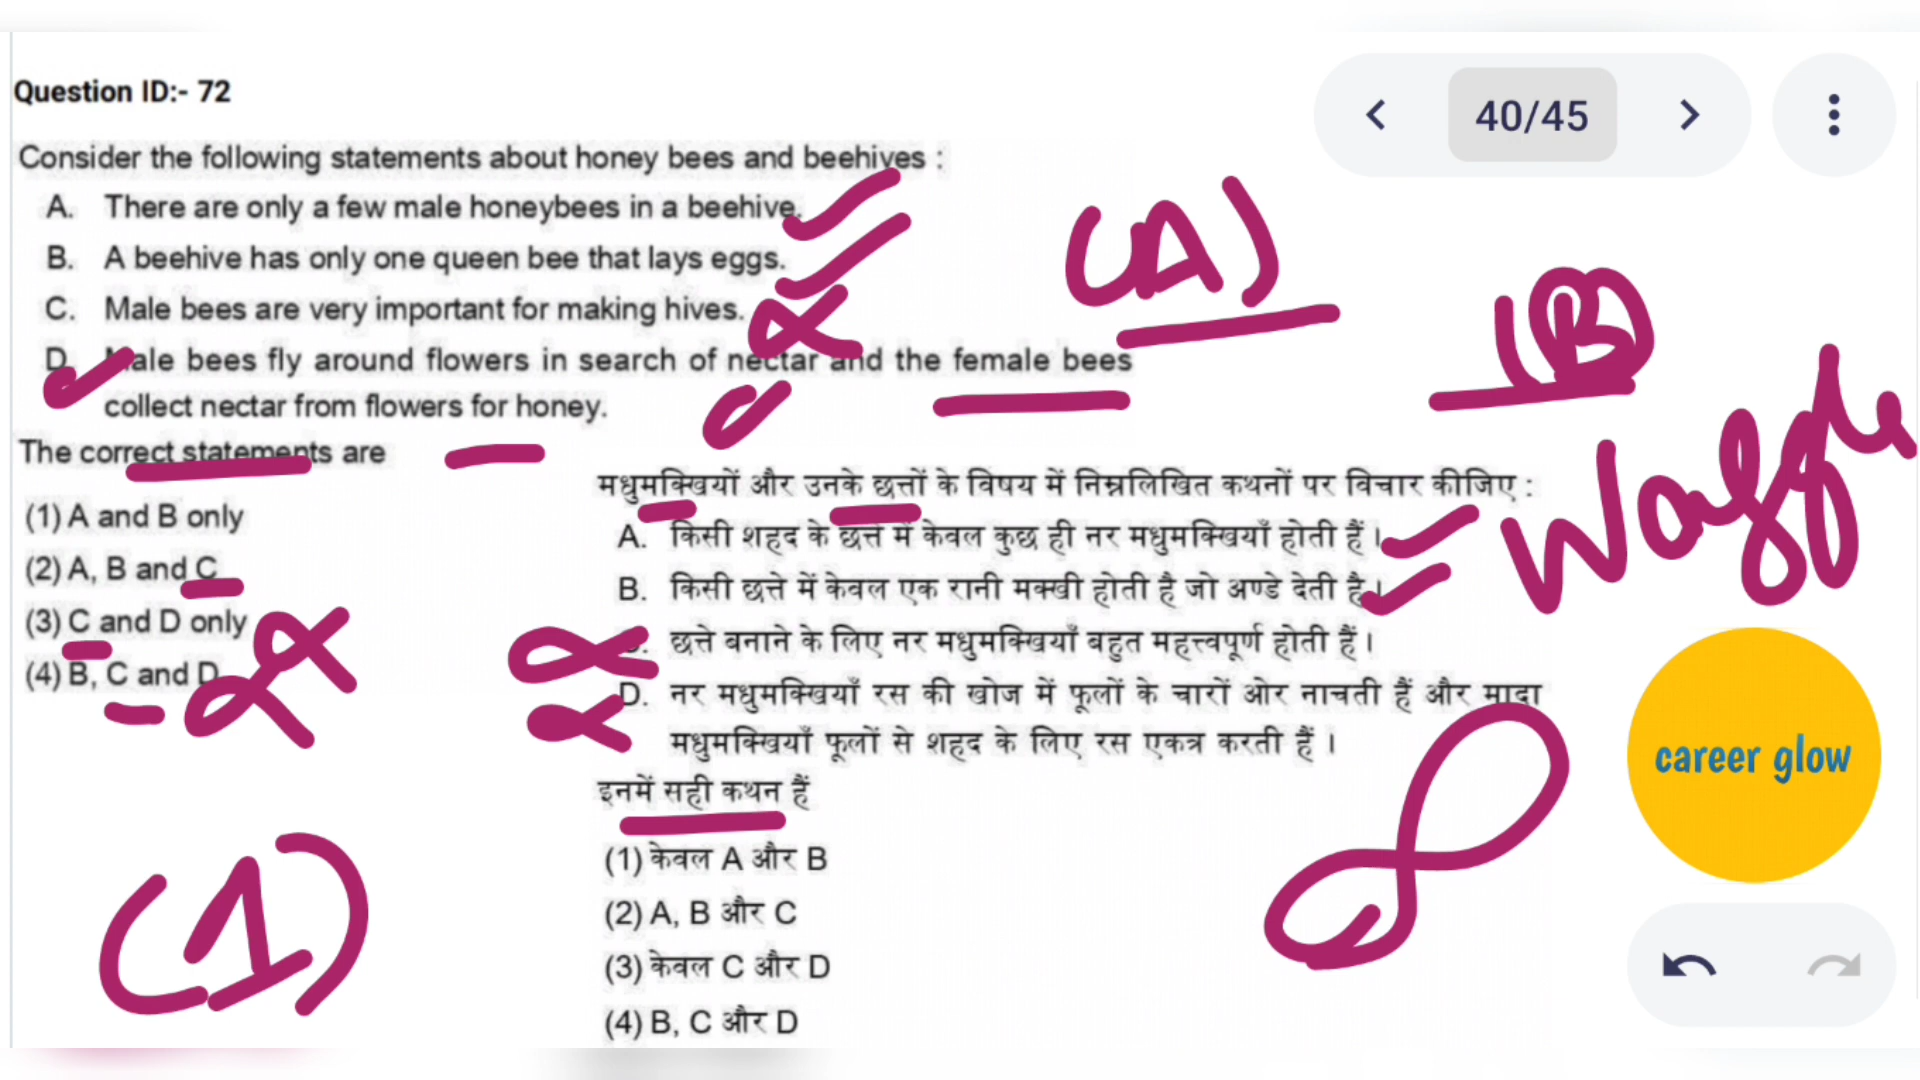 Question ID:- 72
40/45
Consider the following statements about honey bees and beehives :
A. There are only a few male honeybees in a beehive.
B. A beehive has only one queen bee that lays eggs.
C. Male bees are very important for making hives.
D. Male bees fly around flowers in search of nectar and the female bees
collect nectar from flowers for honey.
The correct statements are
(1) A and B only
(2) A, B and C
(3) C and D only
(4) B, C and D
(A)
(B)
Waggle
मधुमक्खियों और उनके छत्तों के विषय में निम्नलिखित कथनों पर विचार कीजिए :
A. किसी शहद के छत्ते में केवल कुछ ही नर मधुमक्खियाँ होती हैं।
B. किसी छत्ते में केवल एक रानी मक्खी होती है जो अण्डे देती है।
C. छत्ते बनाने के लिए नर मधुमक्खियाँ बहुत महत्त्वपूर्ण होती हैं।
D. नर मधुमक्खियाँ रस की खोज में फूलों के चारों ओर नाचती हैं और मादा
मधुमक्खियाँ फूलों से शहद के लिए रस एकत्र करती हैं ।
इनमें सही कथन हैं
(1) केवल A और B
(2) A, B और C
(3) केवल C और D
(4) B, C और D
(1)
career glow